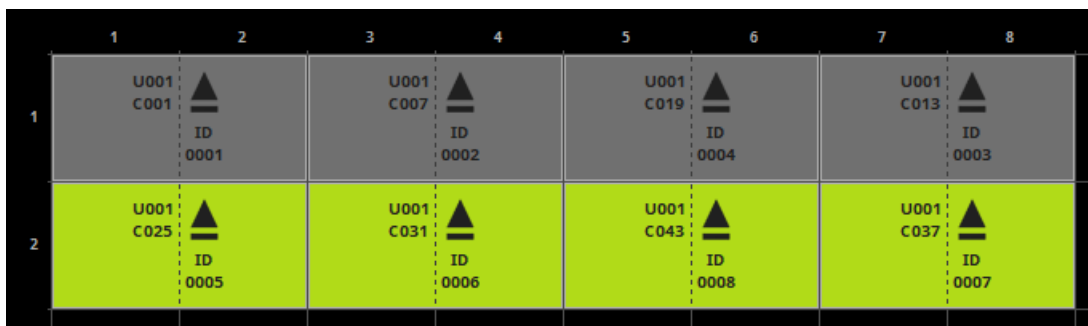 1 2 3 4 5 6 7 8
1
U001 U001 U001 U001
C001 C007 C019 C013
ID ID ID ID
0001 0002 0004 0003
2
U001 U001 U001 U001
C025 C031 C043 C037
ID ID ID ID
0005 0006 0008 0007